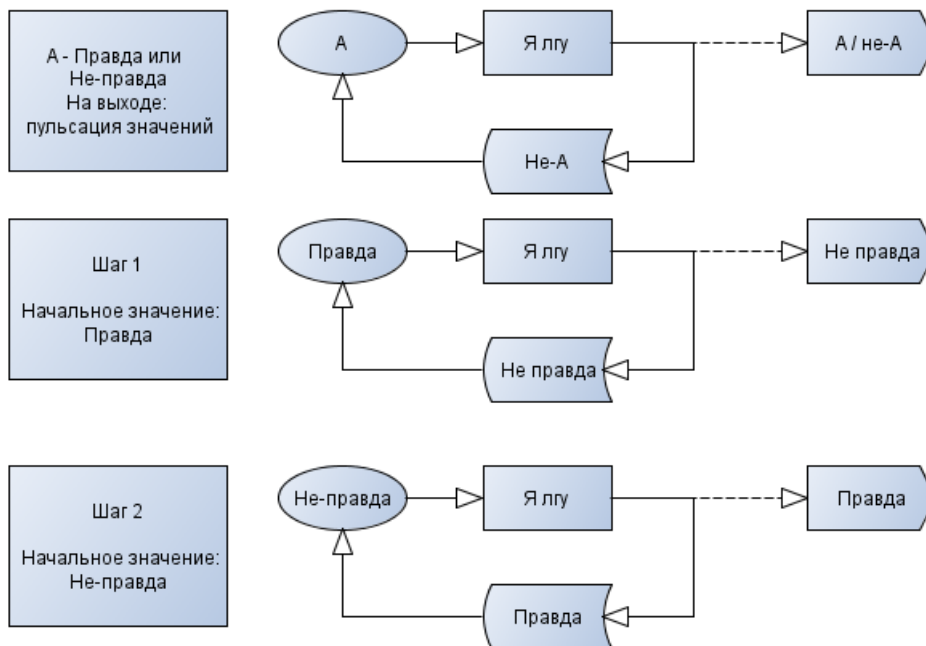 А - Правда или
Не-правда
На выходе:
пульсация значений
А
Я лгу
А / не-А
Не-А
Шаг 1
Начальное значение:
Правда
Правда
Я лгу
Не правда
Не правда
Шаг 2
Начальное значение:
Не-правда
Не-правда
Я лгу
Правда
Правда